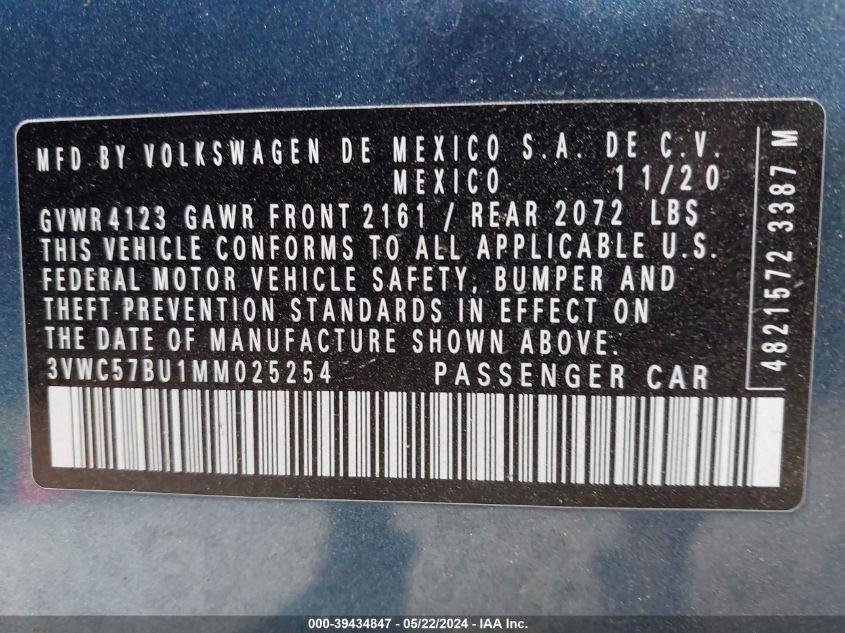 MFD BY VOLKSWAGEN DE MEXICO S.A. DE C.V.
MEXICO 11/20
GVWR 4123 GAWR FRONT 2161 / REAR 2072 LBS
THIS VEHICLE CONFORMS TO ALL APPLICABLE U.S.
FEDERAL MOTOR VEHICLE SAFETY, BUMPER AND
THEFT PREVENTION STANDARDS IN EFFECT ON
THE DATE OF MANUFACTURE SHOWN ABOVE.
3VWC57BU1MM025254 PASSENGER CAR
4821572 3387 M
000-39434847 - 05/22/2024 - IAA Inc.